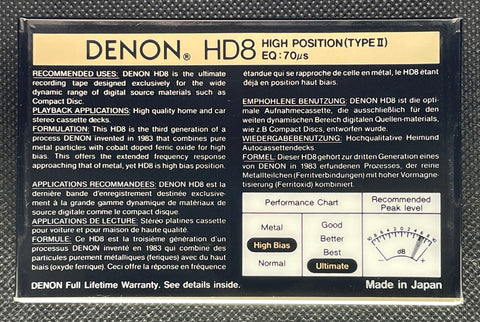 DENON® HD8 HIGH POSITION (TYPE II)
EQ: 70µs
RECOMMENDED USES: DENON HD8 is the ultimate
recording tape designed exclusively for the wide
dynamic range of digital source materials such as
Compact Disc.
PLAYBACK APPLICATIONS: High quality home and car
stereo cassette decks.
FORMULATION: This HD8 is the third generation of a
process DENON invented in 1983 that combines pure
metal particles with cobalt doped ferric oxide for high
bias. This offers the extended frequency response
approaching that of metal, yet HD8 is high bias position.
APPLICATIONS RECOMMANDEES: DENON HD8 est la
dernière bande d'enregistrement destinée exclusive-
ment à la grande gamme dynamique de matériaux de
source digitale comme le compact disque.
APPLICATIONS DE LECTURE: Stéréo platines cassette
pour voiture et pour maison de haute qualité.
FORMULE: Ce HD8 est la troisième génération d'un
processus DENON inventé en 1983 qui combine des
particules purement métalliques (feriques) avec du haut
bias (oxyde ferrique). Ceci offre la réponse en fréquence
étendue qui se rapproche de celle en métal, le HD8 étant
déjà en position haut biais.
EMPFOHLENE BENUTZUNG: DENON HD8 ist die opti-
male Aufnahmecassette, die ausschließlich für den
weiten dynamischen Bereich digitalen Quellen-materials,
wie z.B Compact Discs, entworfen wurde.
WIEDERGABEBENUTZUNG: Hochqualitative Heimund
Autocassetten-decks.
FORMEL: Dieser HD8 gehört zur dritten Generation eines
von DENON in 1983 erfundenen Prozesses, der reine
Metallteilchen (Ferritverbindungen) mit hoher Vormagne-
tisierung (Ferritoxid) kombiniert.
Performance Chart
Metal
High Bias
Normal
Good
Better
Best
Ultimate
Recommended
Peak level
dB
DENON Full Lifetime Warranty. See details inside.
Made in Japan